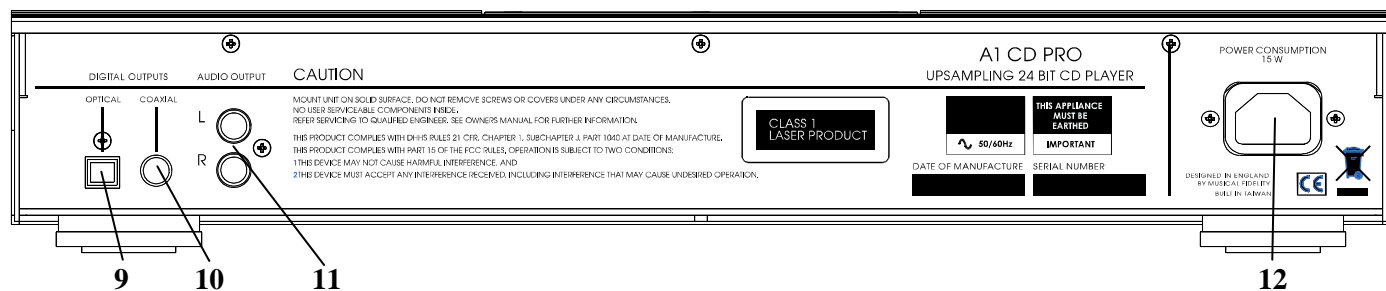 DIGITAL OUTPUTS
OPTICAL
COAXIAL
AUDIO OUTPUT
L
R
CAUTION
MOUNT UNIT ON SOLID SURFACE, DO NOT REMOVE SCREWS OR COVERS UNDER ANY CIRCUMSTANCES.
NO USER SERVICEABLE COMPONENTS INSIDE.
REFER SERVICING TO QUALIFIED ENGINEER. SEE OWNERS MANUAL FOR FURTHER INFORMATION.
THIS PRODUCT COMPLIES WITH DHHS RULES 21 CFR, CHAPTER 1, SUBCHAPTER J, PART 1040 AT DATE OF MANUFACTURE.
THIS PRODUCT COMPLIES WITH PART 15 OF THE FCC RULES, OPERATION IS SUBJECT TO TWO CONDITIONS:
1 THIS DEVICE MAY NOT CAUSE HARMFUL INTERFERENCE, AND
2 THIS DEVICE MUST ACCEPT ANY INTERFERENCE RECEIVED, INCLUDING INTERFERENCE THAT MAY CAUSE UNDESIRED OPERATION.
CLASS 1
LASER PRODUCT
A1 CD PRO
UPSAMPLING 24 BIT CD PLAYER
50/60Hz
THIS APPLIANCE
MUST BE
EARTHED
IMPORTANT
DATE OF MANUFACTURE
SERIAL NUMBER
POWER CONSUMPTION
15 W
DESIGNED IN ENGLAND
BY MUSICAL FIDELITY
BUILT IN TAIWAN
CE
9
10
11
12